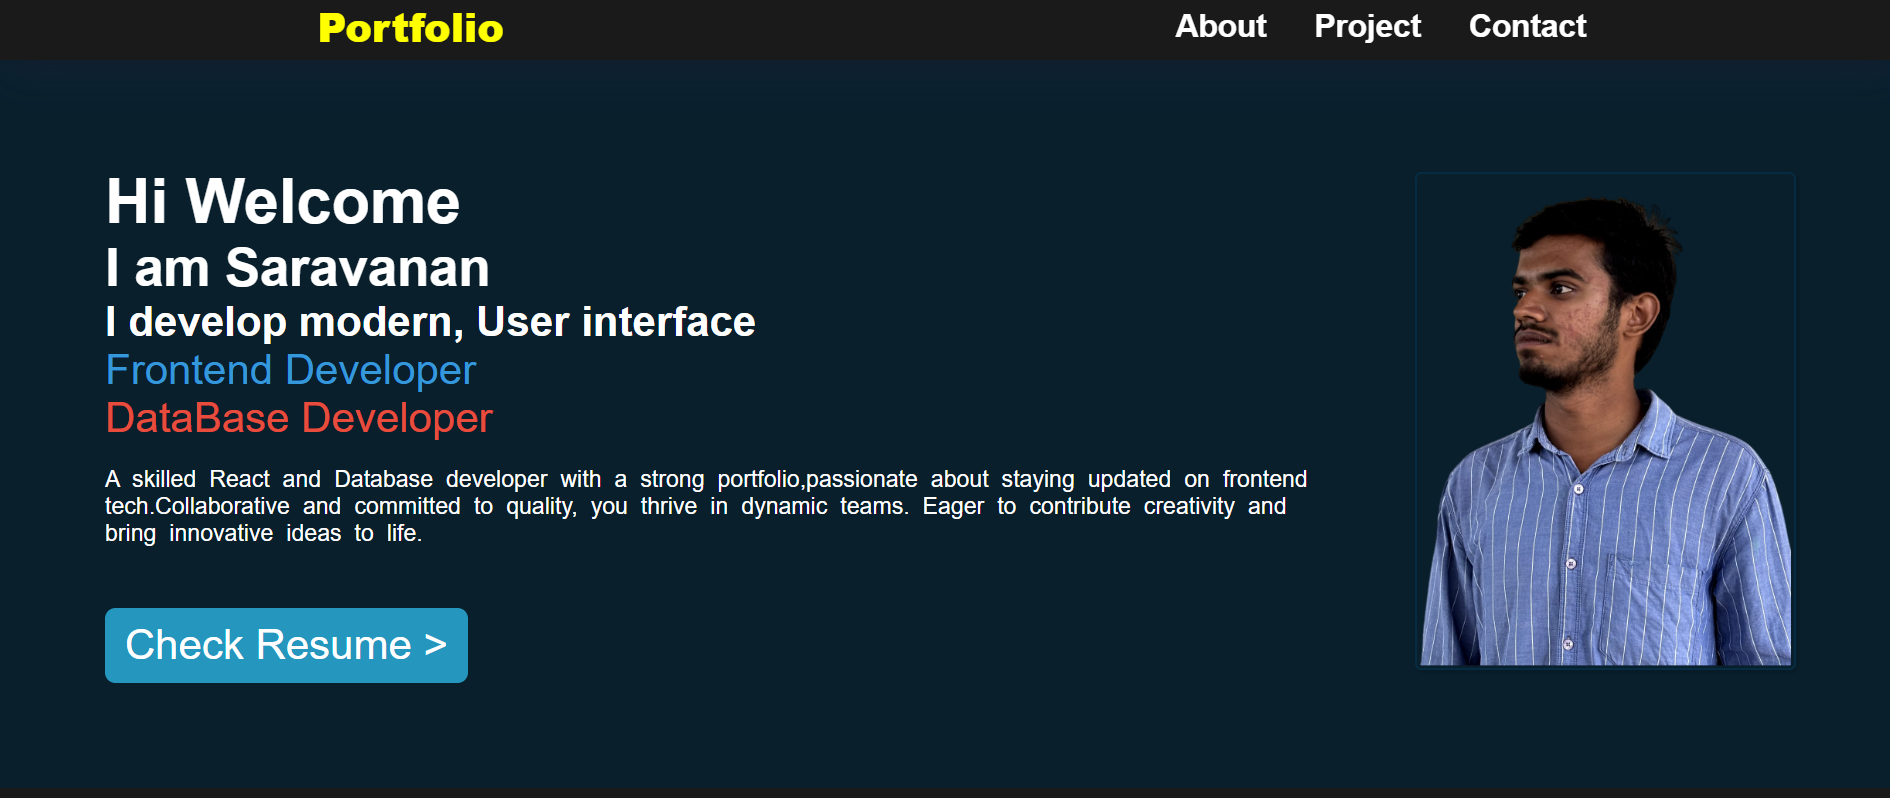 Portfolio
About Project Contact
Hi Welcome
I am Saravanan
I develop modern, User interface
Frontend Developer
DataBase Developer
A skilled React and Database developer with a strong portfolio,passionate about staying updated on frontend
tech.Collaborative and committed to quality, you thrive in dynamic teams. Eager to contribute creativity and
bring innovative ideas to life.
Check Resume >